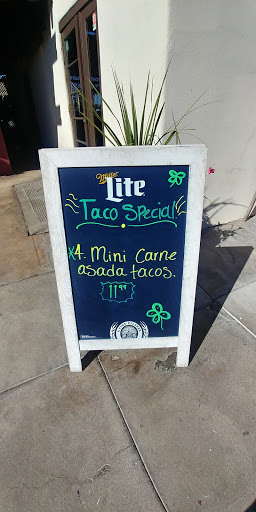 Miller
Lite
Taco Special
x4. Mini Carne
asada tacos.
11.99